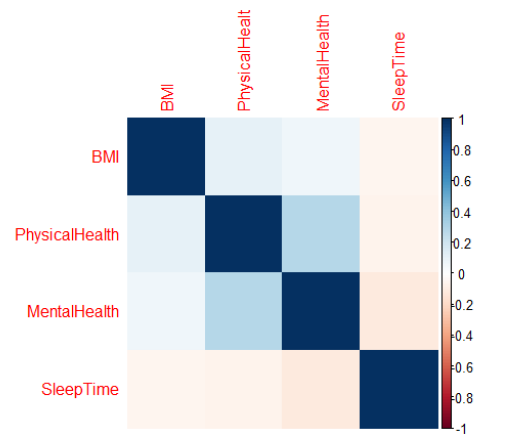 BMI
PhysicalHealt
MentalHealth
SleepTime
BMI
PhysicalHealth
MentalHealth
SleepTime
1
0.8
0.6
0.4
0.2
0
-0.2
-0.4
-0.6
-0.8
-1